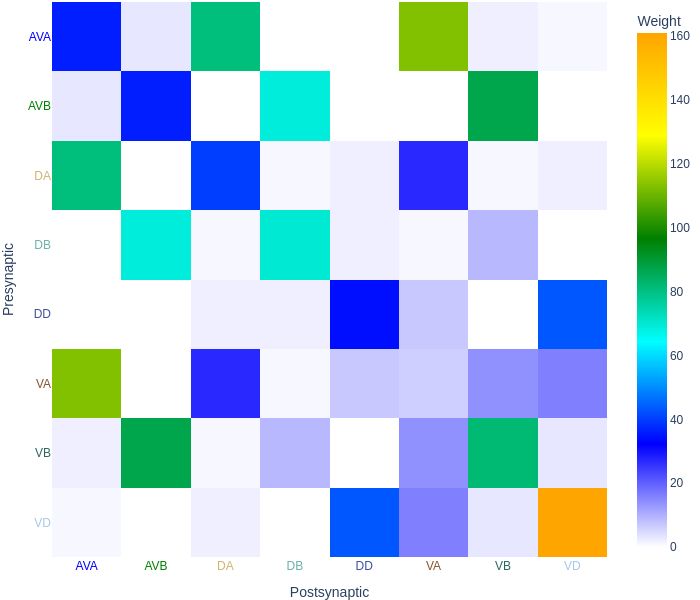 Weight
AVA
AVB
DA
DB
DD
VA
VB
VD
Presynaptic
160
140
120
100
80
60
40
20
0
AVA AVB DA DB DD VA VB VD
Postsynaptic